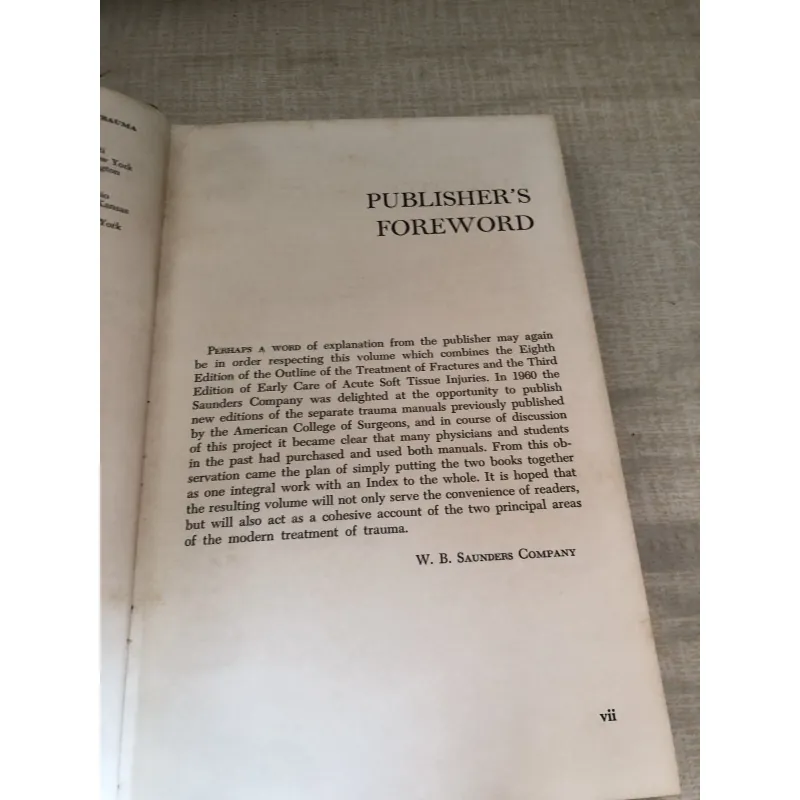 RAUMA
York
ngton
Kansas
York
PUBLISHER'S
FOREWORD
PERHAPS A WORD of explanation from the publisher may again
be in order respecting this volume which combines the Eighth
Edition of the Outline of the Treatment of Fractures and the Third
Edition of Early Care of Acute Soft Tissue Injuries. In 1960 the
Saunders Company was delighted at the opportunity to publish
new editions of the separate trauma manuals previously published
by the American College of Surgeons, and in course of discussion
of this project it became clear that many physicians and students
in the past had purchased and used both manuals. From this ob-
servation came the plan of simply putting the two books together
as one integral work with an Index to the whole. It is hoped that
the resulting volume will not only serve the convenience of readers,
but will also act as a cohesive account of the two principal areas
of the modern treatment of trauma.
W. B. SAUNDERS COMPANY
vii